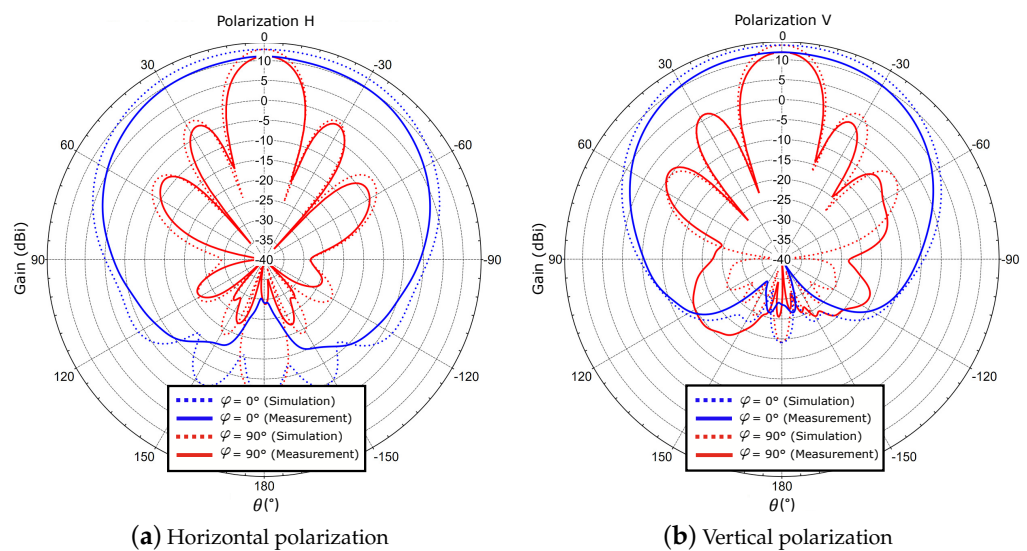 Polarization H
0
30
-30
60
-60
90
-90
120
-120
150
-150
180
10
5
0
-5
-10
-15
-20
-25
-30
-35
-40
Gain (dBi)
φ = 0° (Simulation)
φ = 0° (Measurement)
φ = 90° (Simulation)
φ = 90° (Measurement)
θ(°)
(a) Horizontal polarization
Polarization V
0
30
-30
60
-60
90
-90
120
-120
150
-150
180
10
5
0
-5
-10
-15
-20
-25
-30
-35
-40
Gain (dBi)
φ = 0° (Simulation)
φ = 0° (Measurement)
φ = 90° (Simulation)
φ = 90° (Measurement)
θ(°)
(b) Vertical polarization